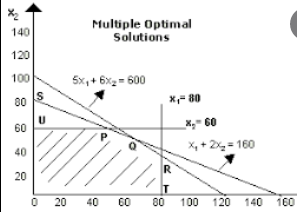 x₂
Multiple Optimal
Solutions
140
120
100
80
60
40
20
5x₁ + 6x₂ = 600
x₁= 80
x₂= 60
x₁ + 2x₂ = 160
S
U
P
Q
R
T
0 20 40 60 80 100 120 140 160